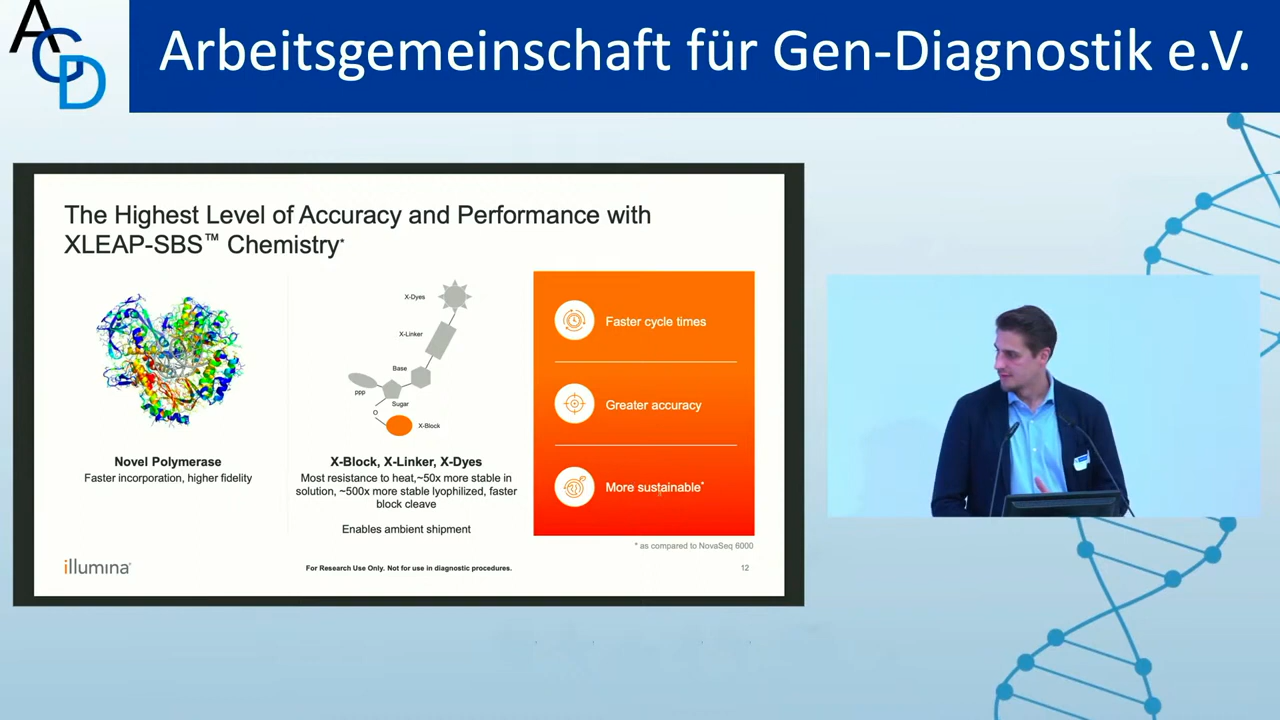 AGD
Arbeitsgemeinschaft für Gen-Diagnostik e.V.
The Highest Level of Accuracy and Performance with
XLEAP-SBS™ Chemistry*
X-Dyes
X-Linker
Base
ppp
Sugar
O
X-Block
Novel Polymerase
Faster incorporation, higher fidelity
X-Block, X-Linker, X-Dyes
Most resistance to heat,~50x more stable in
solution, ~500x more stable lyophilized, faster
block cleave
Enables ambient shipment
Faster cycle times
Greater accuracy
More sustainable*
* as compared to NovaSeq 6000
illumina®
For Research Use Only. Not for use in diagnostic procedures.
12